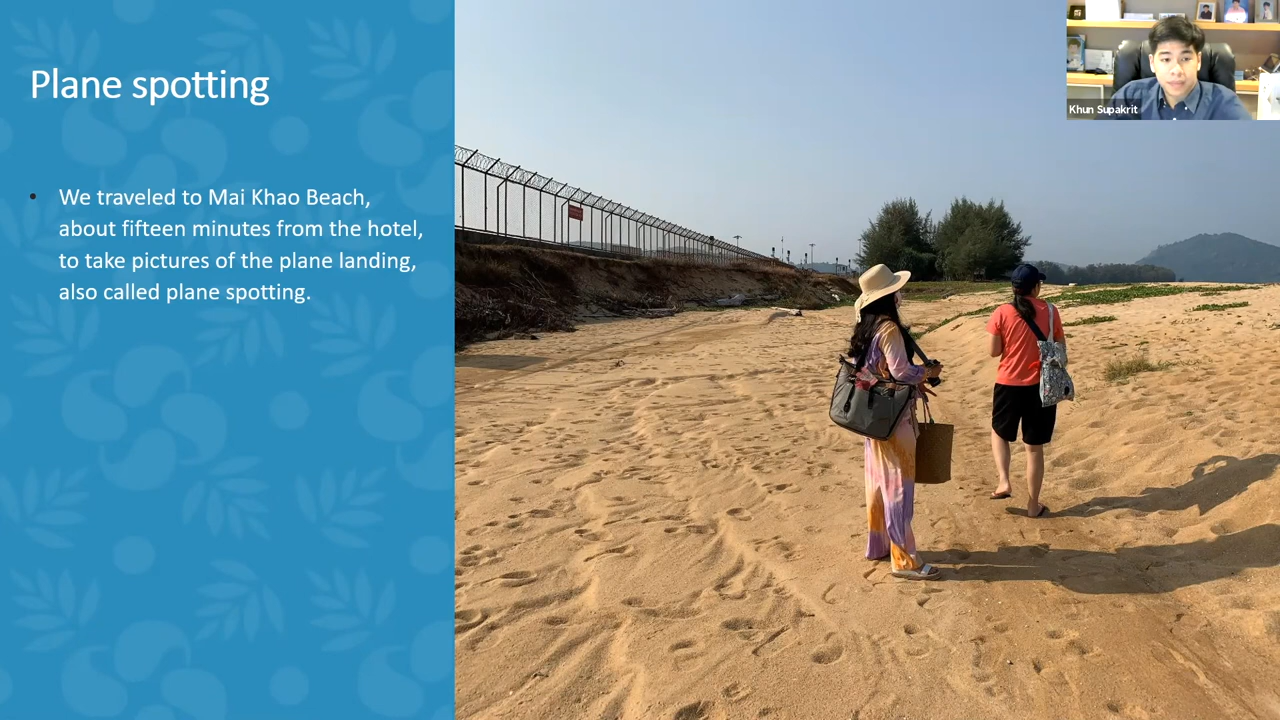 Plane spotting
• We traveled to Mai Khao Beach,
about fifteen minutes from the hotel,
to take pictures of the plane landing,
also called plane spotting.
Khun Supakrit